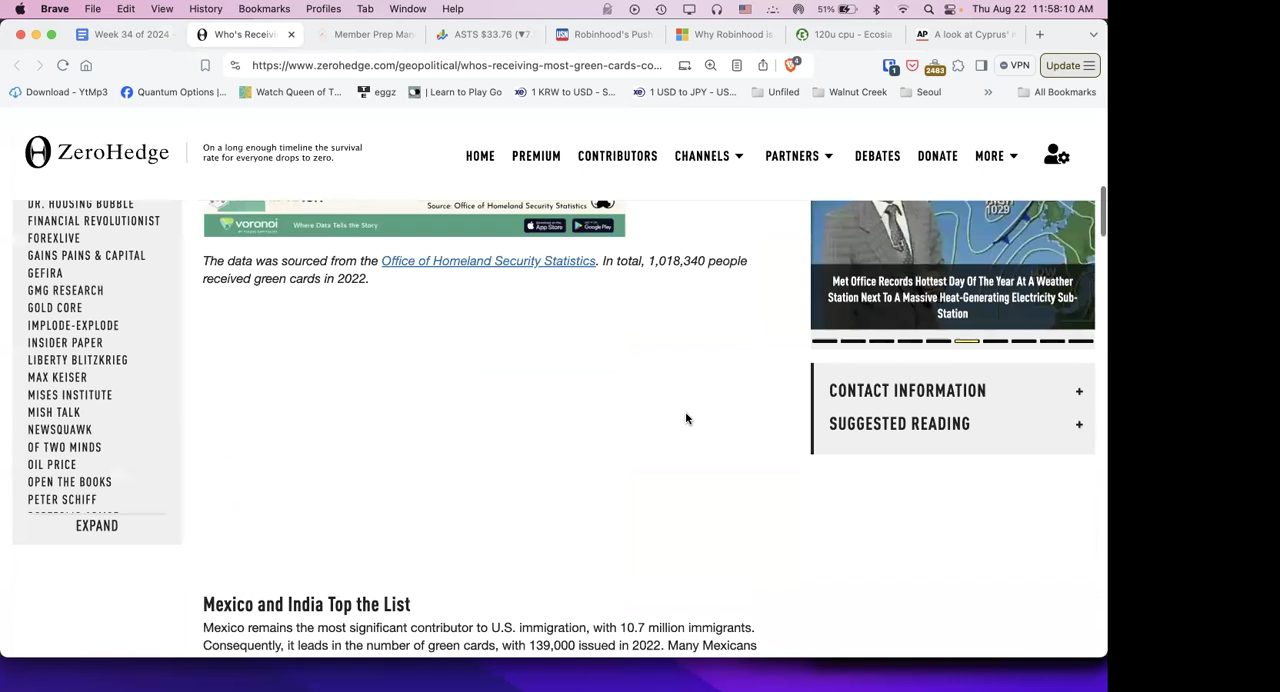 Brave File Edit View History Bookmarks Profiles Tab Window Help 51% Thu Aug 22 11:58:10 AM
Week 34 of 2024 Who's Receivi Member Prep Man ASTS $33.76 (▼7. Robinhood's Push Why Robinhood is 120u cpu - Ecosia A look at Cyprus'
https://www.zerohedge.com/geopolitical/whos-receiving-most-green-cards-co... 4 1 2483 VPN Update
Download - YtMp3 Quantum Options |... Watch Queen of T... eggz | Learn to Play Go 1 KRW to USD - S... 1 USD to JPY - US... Unfiled Walnut Creek Seoul » All Bookmarks
ZeroHedge
On a long enough timeline the survival
rate for everyone drops to zero.
HOME PREMIUM CONTRIBUTORS CHANNELS PARTNERS DEBATES DONATE MORE
DR. HOUSING BUBBLE
FINANCIAL REVOLUTIONIST
FOREXLIVE
GAINS PAINS & CAPITAL
GEFIRA
GMG RESEARCH
GOLD CORE
IMPLODE-EXPLODE
INSIDER PAPER
LIBERTY BLITZKRIEG
MAX KEISER
MISES INSTITUTE
MISH TALK
NEWSQUAWK
OF TWO MINDS
OIL PRICE
OPEN THE BOOKS
PETER SCHIFF
EXPAND
Source: Office of Homeland Security Statistics
voronoi Where Data Tells the Story App Store Google Play
The data was sourced from the Office of Homeland Security Statistics. In total, 1,018,340 people
received green cards in 2022.
Mexico and India Top the List
Mexico remains the most significant contributor to U.S. immigration, with 10.7 million immigrants.
Consequently, it leads in the number of green cards, with 139,000 issued in 2022. Many Mexicans
1029
Met Office Records Hottest Day Of The Year At A Weather
Station Next To A Massive Heat-Generating Electricity Sub-
Station
CONTACT INFORMATION +
SUGGESTED READING +